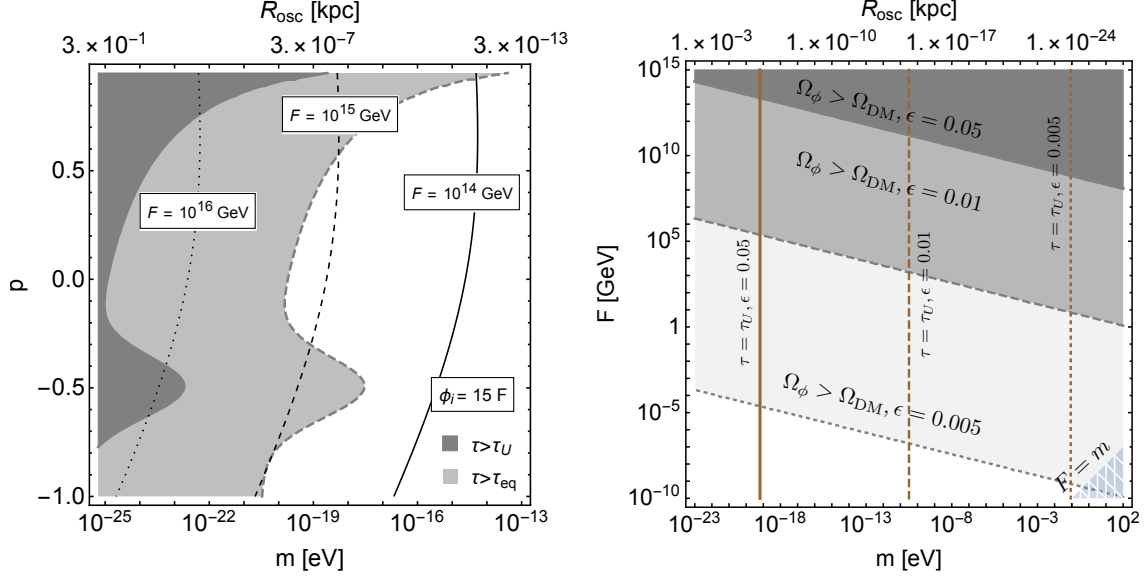 R_osc [kpc]
3.×10^-1 3.×10^-7 3.×10^-13
F = 10^15 GeV
F = 10^14 GeV
F = 10^16 GeV
ϕ_i = 15 F
τ>τ_U
τ>τ_eq
p
0.5
0.0
-0.5
-1.0
10^-25 10^-22 10^-19 10^-16 10^-13
m [eV]
R_osc [kpc]
1.×10^-3 1.×10^-10 1.×10^-17 1.×10^-24
Ω_ϕ > Ω_DM, ϵ = 0.05
Ω_ϕ > Ω_DM, ϵ = 0.01
Ω_ϕ > Ω_DM, ϵ = 0.005
τ = τ_U, ϵ = 0.05
τ = τ_U, ϵ = 0.01
τ = τ_U, ϵ = 0.005
F = m
F [GeV]
10^15
10^10
10^5
1
10^-5
10^-10
10^-23 10^-18 10^-13 10^-8 10^-3 10^2
m [eV]